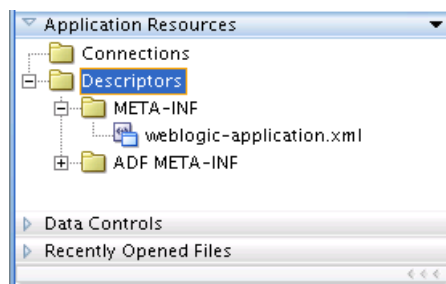 Application Resources
Connections
Descriptors
META-INF
weblogic-application.xml
ADF META-INF
Data Controls
Recently Opened Files